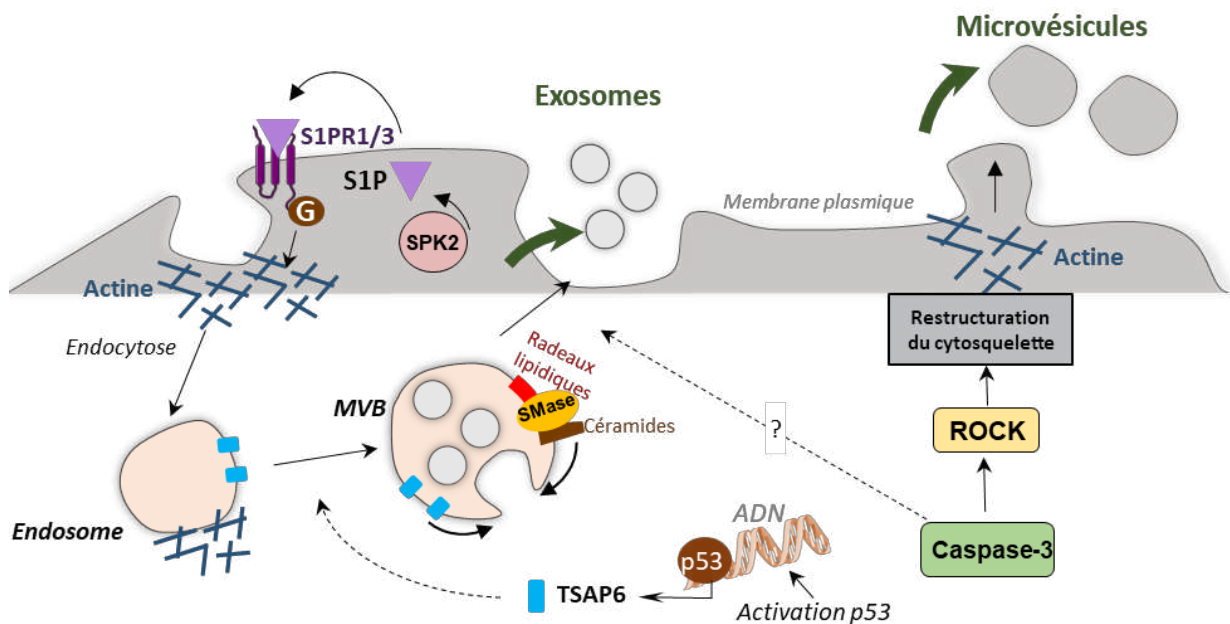 Microvésicules
Exosomes
S1PR1/3
S1P
G
SPK2
Membrane plasmique
Actine
Actine
Restructuration
du cytosquelette
Endocytose
Radeaux
lipidiques
MVB
SMase
Céramides
?
ROCK
Endosome
ADN
Caspase-3
p53
TSAP6
Activation p53